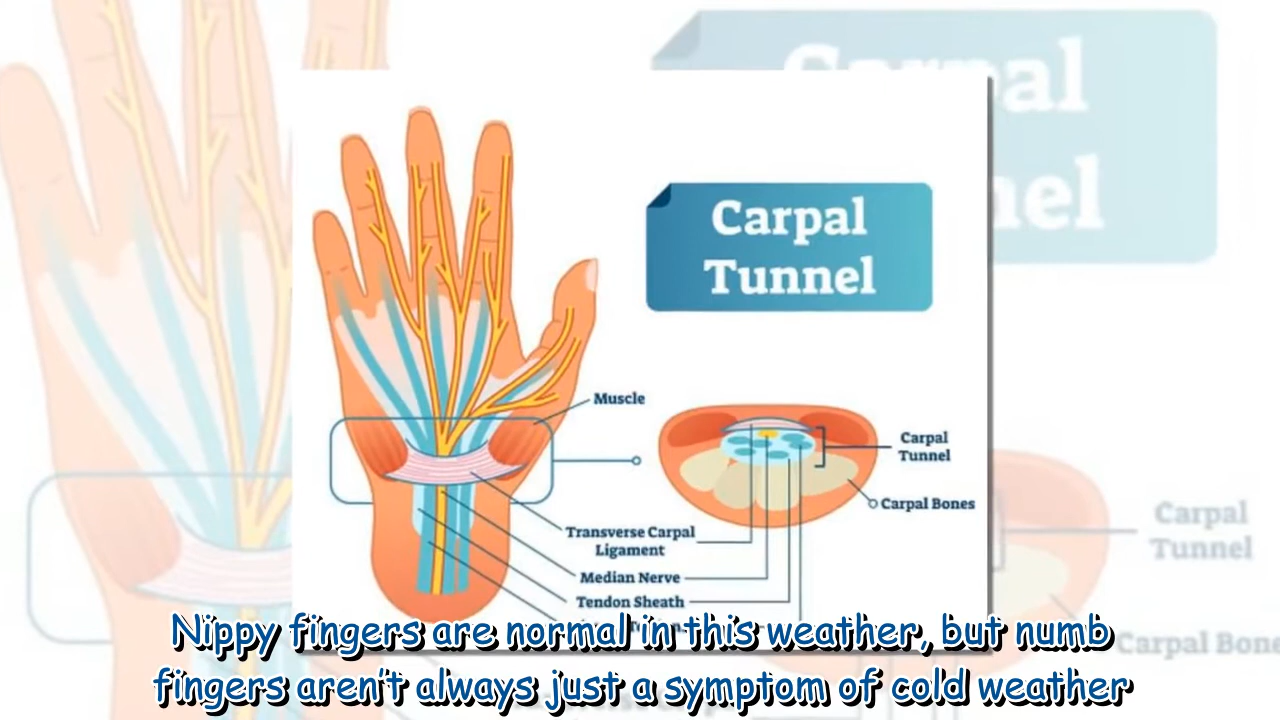 Carpal
Tunnel
Muscle
Carpal
Tunnel
Carpal Bones
Transverse Carpal
Ligament
Median Nerve
Tendon Sheath
Nippy fingers are normal in this weather, but numb
fingers aren't always just a symptom of cold weather
Carpal
Tunnel
Carpal Bone